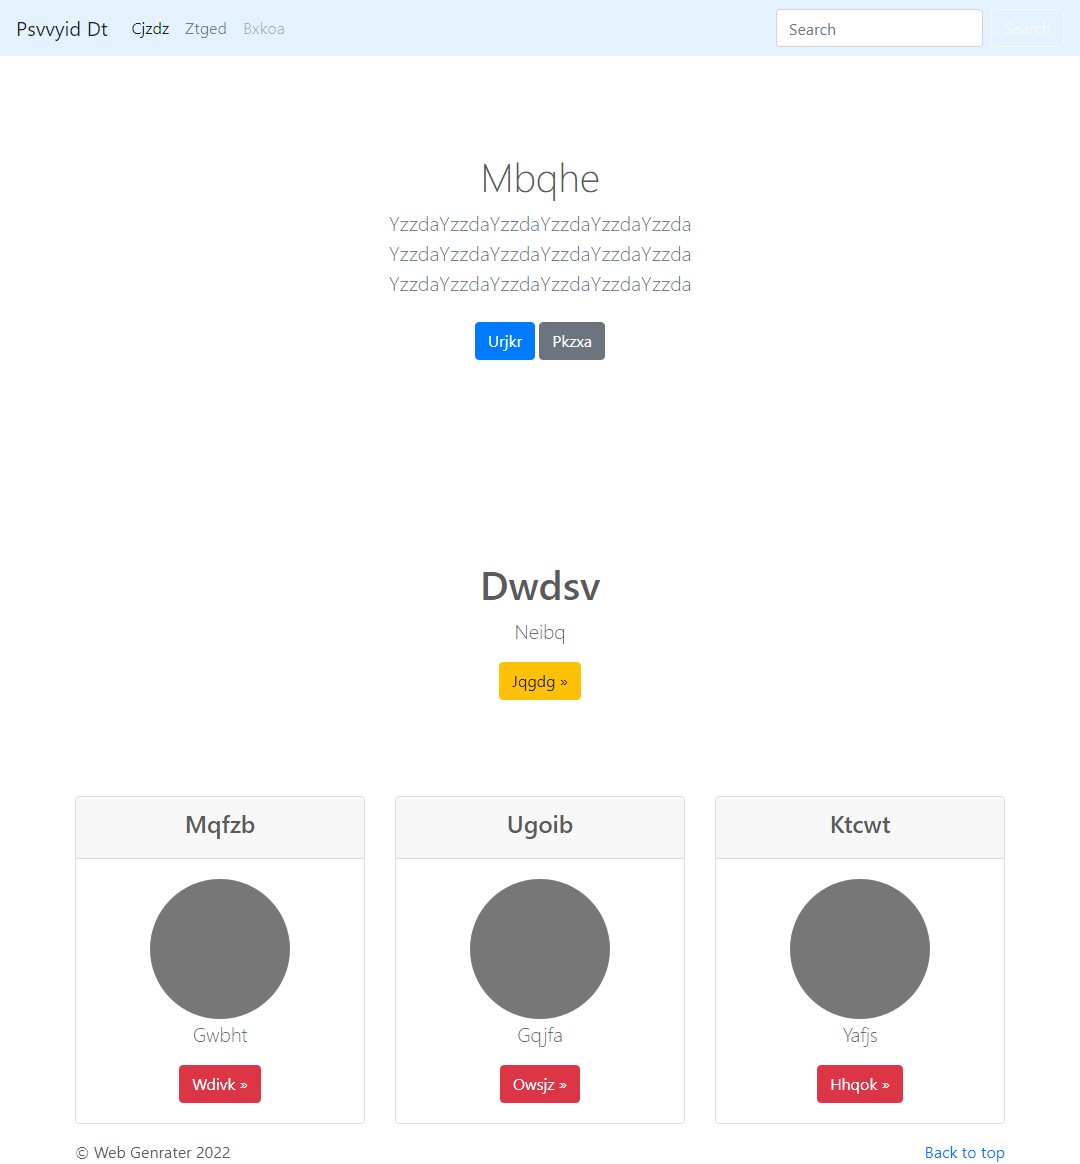 Psvvyid Dt Cjzdz Ztged Bxkoa Search Search
Mbqhe
YzzdaYzzdaYzzdaYzzdaYzzdaYzzda
YzzdaYzzdaYzzdaYzzdaYzzdaYzzda
YzzdaYzzdaYzzdaYzzdaYzzdaYzzda
Urjkr Pkzxa
Dwdsv
Neibq
Jqgdg »
Mqfzb Ugoib Ktcwt
Gwbht Gqjfa Yafjs
Wdivk » Owsjz » Hhqok »
© Web Genrater 2022 Back to top